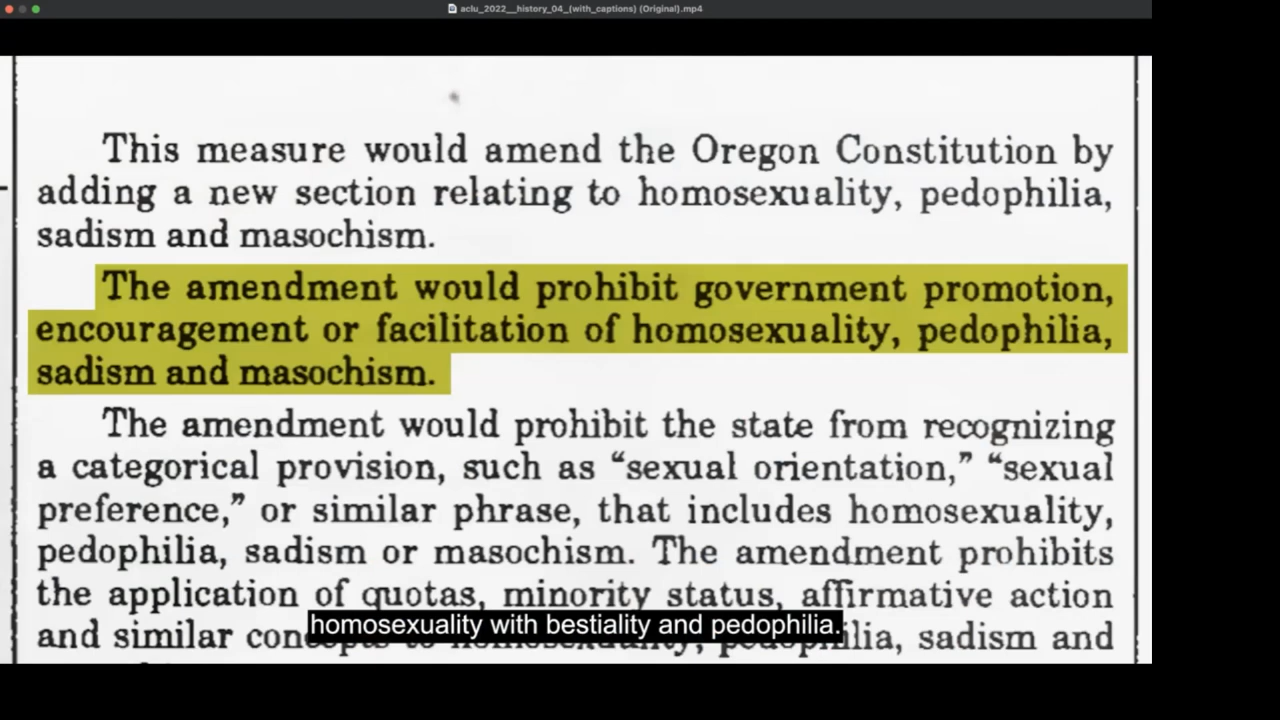 aclu_2022__history_04_(with_captions) (Original).mp4
This measure would amend the Oregon Constitution by
adding a new section relating to homosexuality, pedophilia,
sadism and masochism.
The amendment would prohibit government promotion,
encouragement or facilitation of homosexuality, pedophilia,
sadism and masochism.
The amendment would prohibit the state from recognizing
a categorical provision, such as “sexual orientation,” “sexual
preference,” or similar phrase, that includes homosexuality,
pedophilia, sadism or masochism. The amendment prohibits
the application of quotas, minority status, affirmative action
and similar concepts to homosexuality, pedophilia, sadism and
homosexuality with bestiality and pedophilia.